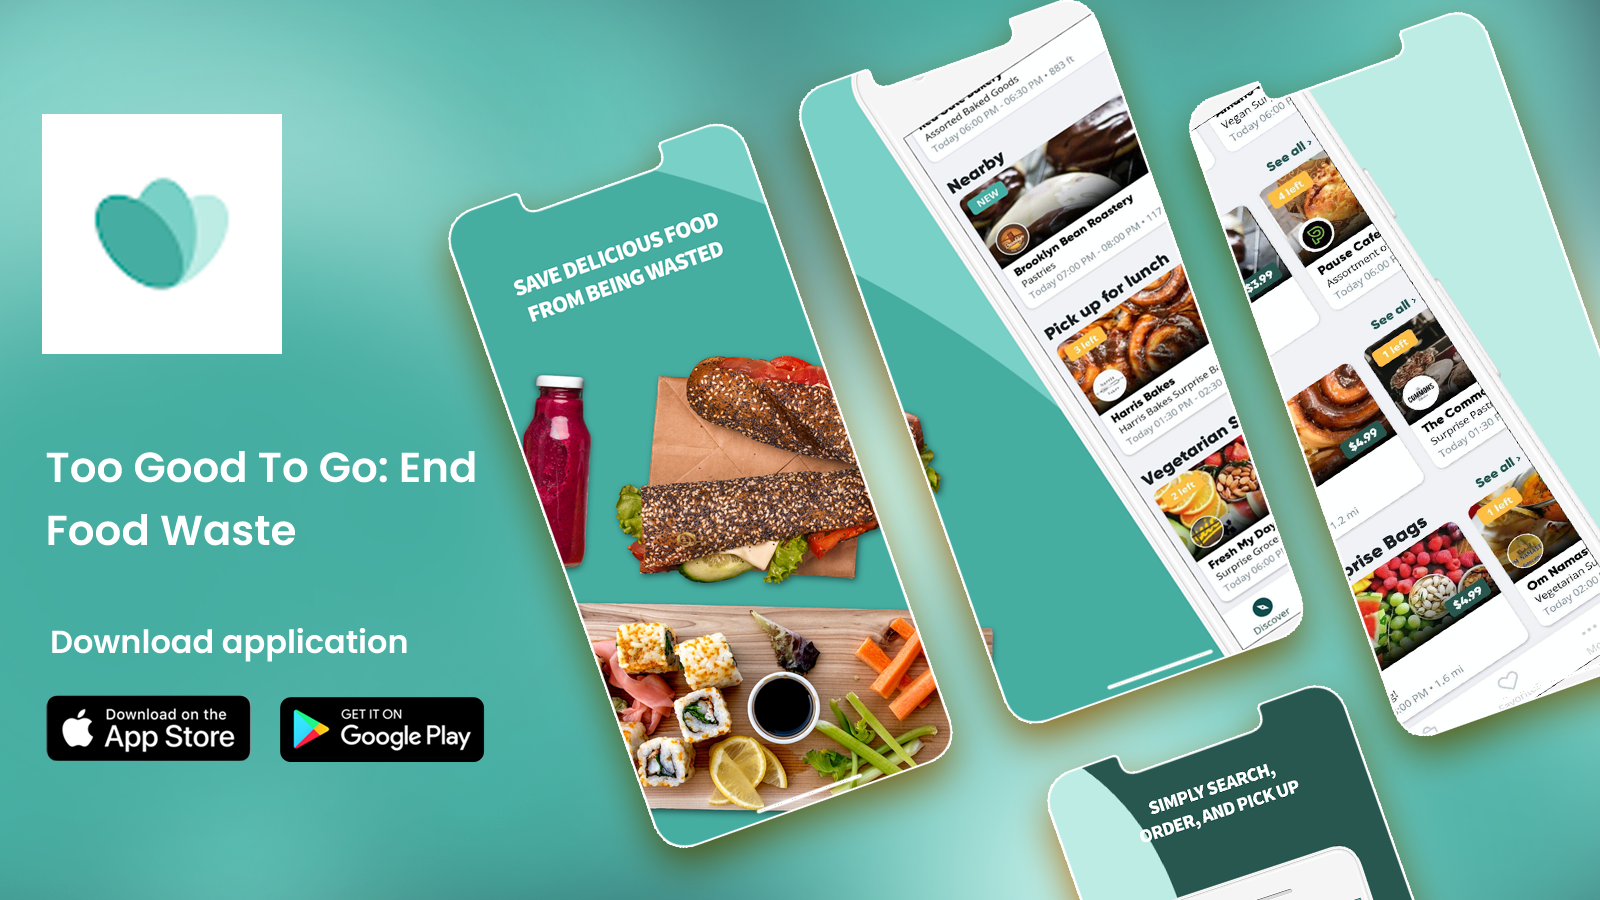 Too Good To Go: End
Food Waste
Download application
Download on the
App Store
GET IT ON
Google Play
SAVE DELICIOUS FOOD
FROM BEING WASTED
Assorted Baked Goods
Today 06:00 PM - 06:30 PM • 883 ft
Nearby
NEW
Brooklyn Bean Roastery
Pastries
Today 07:00 PM - 08:00 PM • 117
Pick up for lunch
3 left
Harris Bakes
Harris Bakes Surprise B
Today 01:30 PM - 02:30
Vegetarian S
2 left
Fresh My Day
Surprise Groce
Today 06:00 P
Discover
Vegan Sur
Today 06:00 P
See all ›
4 left
$3.99
Pause Cafe
Assortment o
Today 06:00 P
See all ›
1 left
COMMONS
$4.99
The Commo
Surprise Past
Today 01:30 P
See all ›
1.2 mi
prise Bags
1 left
$4.99
Om Namas
Vegetarian Su
Today 02:00
:00 PM • 1.6 mi
Favorites
SIMPLY SEARCH,
ORDER, AND PICK UP